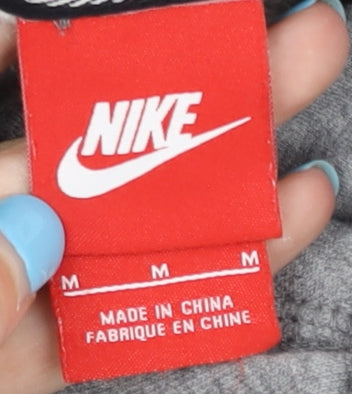 NIKE
M M M
MADE IN CHINA
FABRIQUE EN CHINE